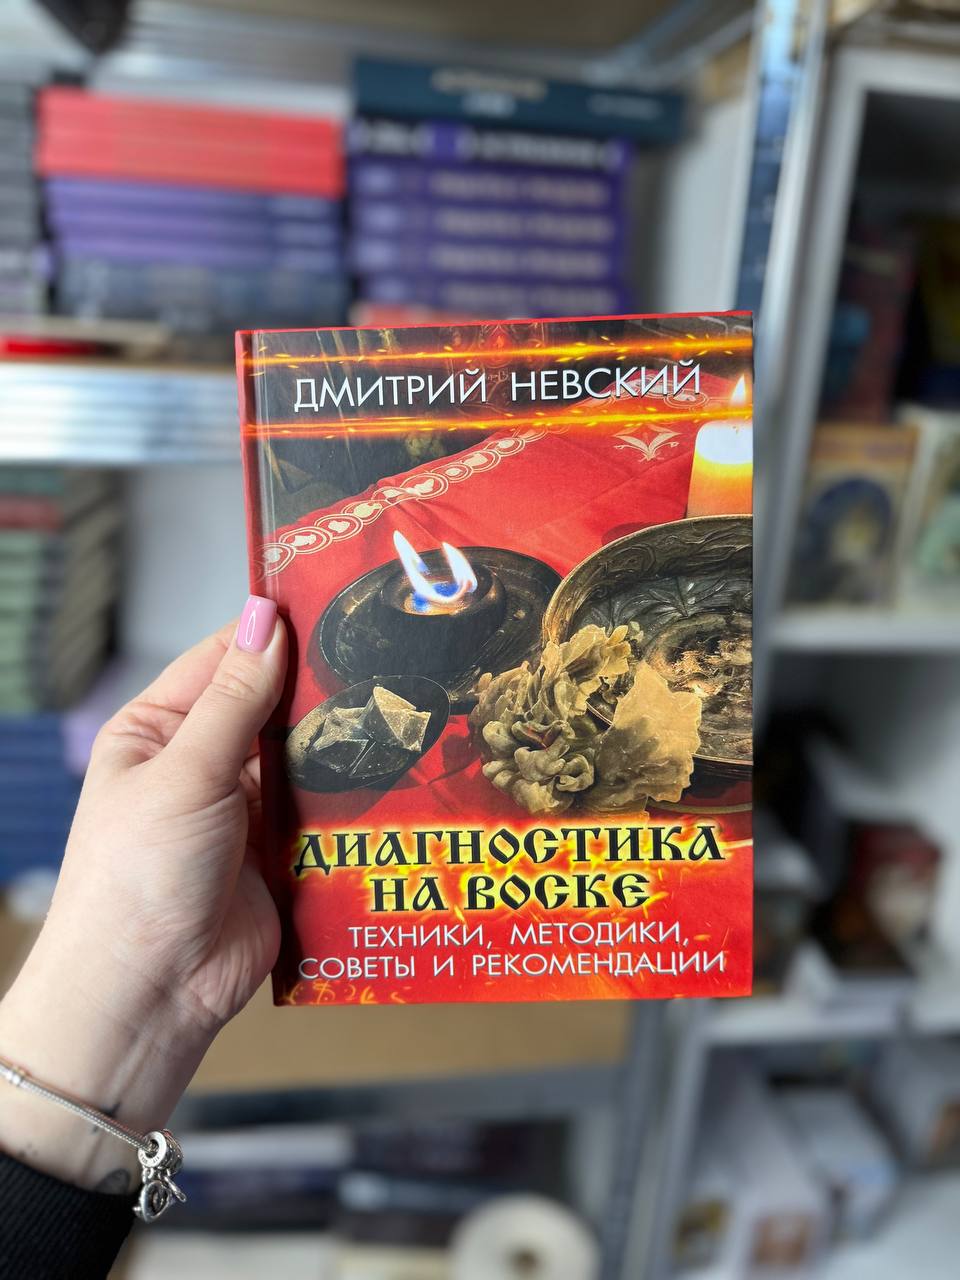 ДМИТРИЙ НЕВСКИЙ
ДИАГНОСТИКА
НА ВОСКЕ
ТЕХНИКИ, МЕТОДИКИ,
СОВЕТЫ И РЕКОМЕНДАЦИИ